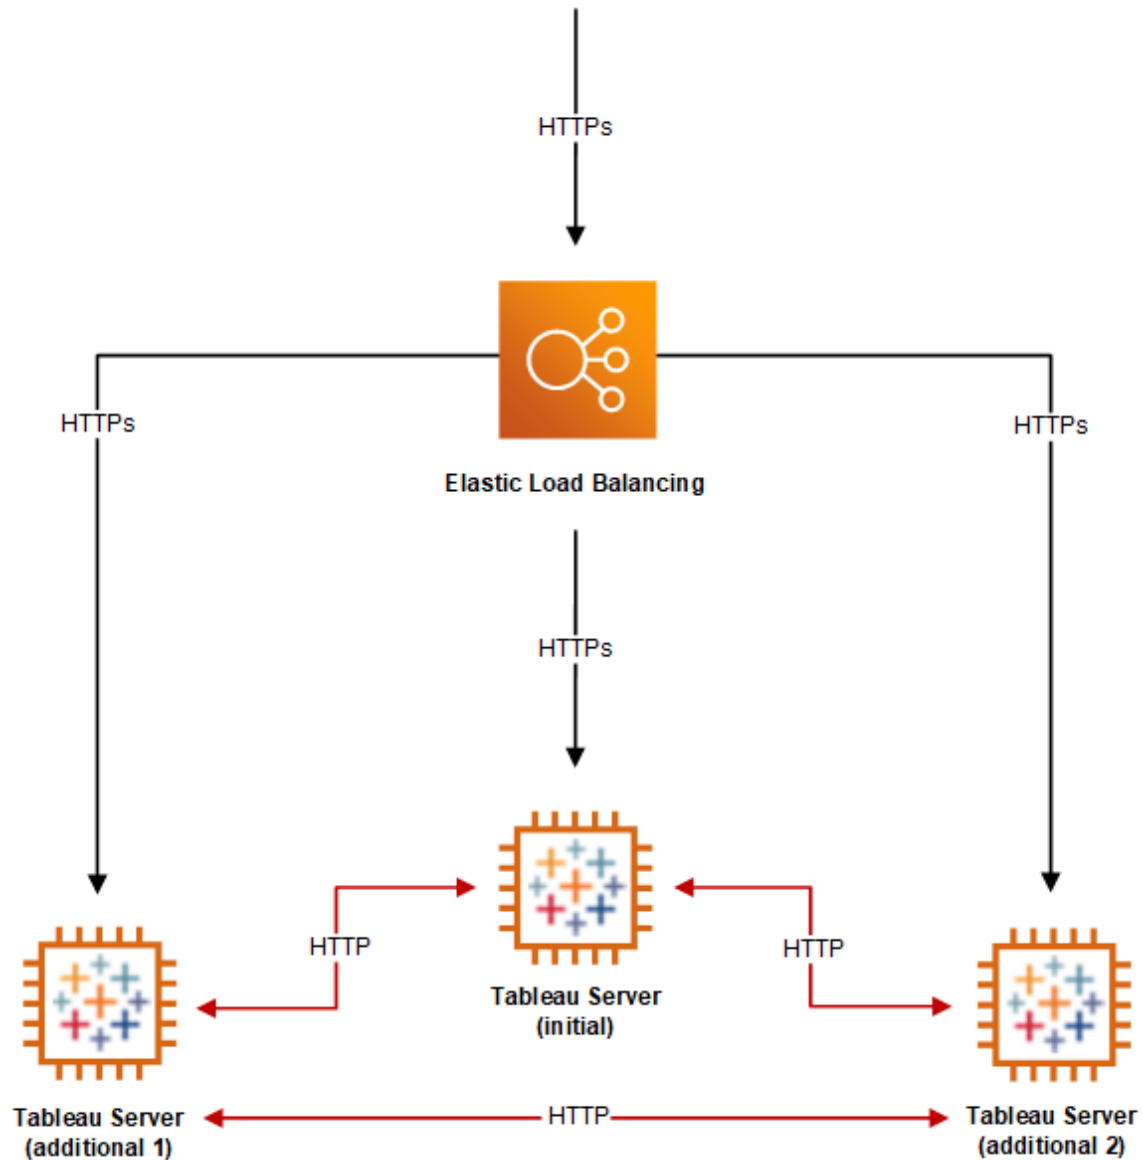 HTTPs
HTTPs
HTTPs
Elastic Load Balancing
HTTPs
HTTP
HTTP
Tableau Server
(initial)
Tableau Server
(additional 1)
HTTP
Tableau Server
(additional 2)